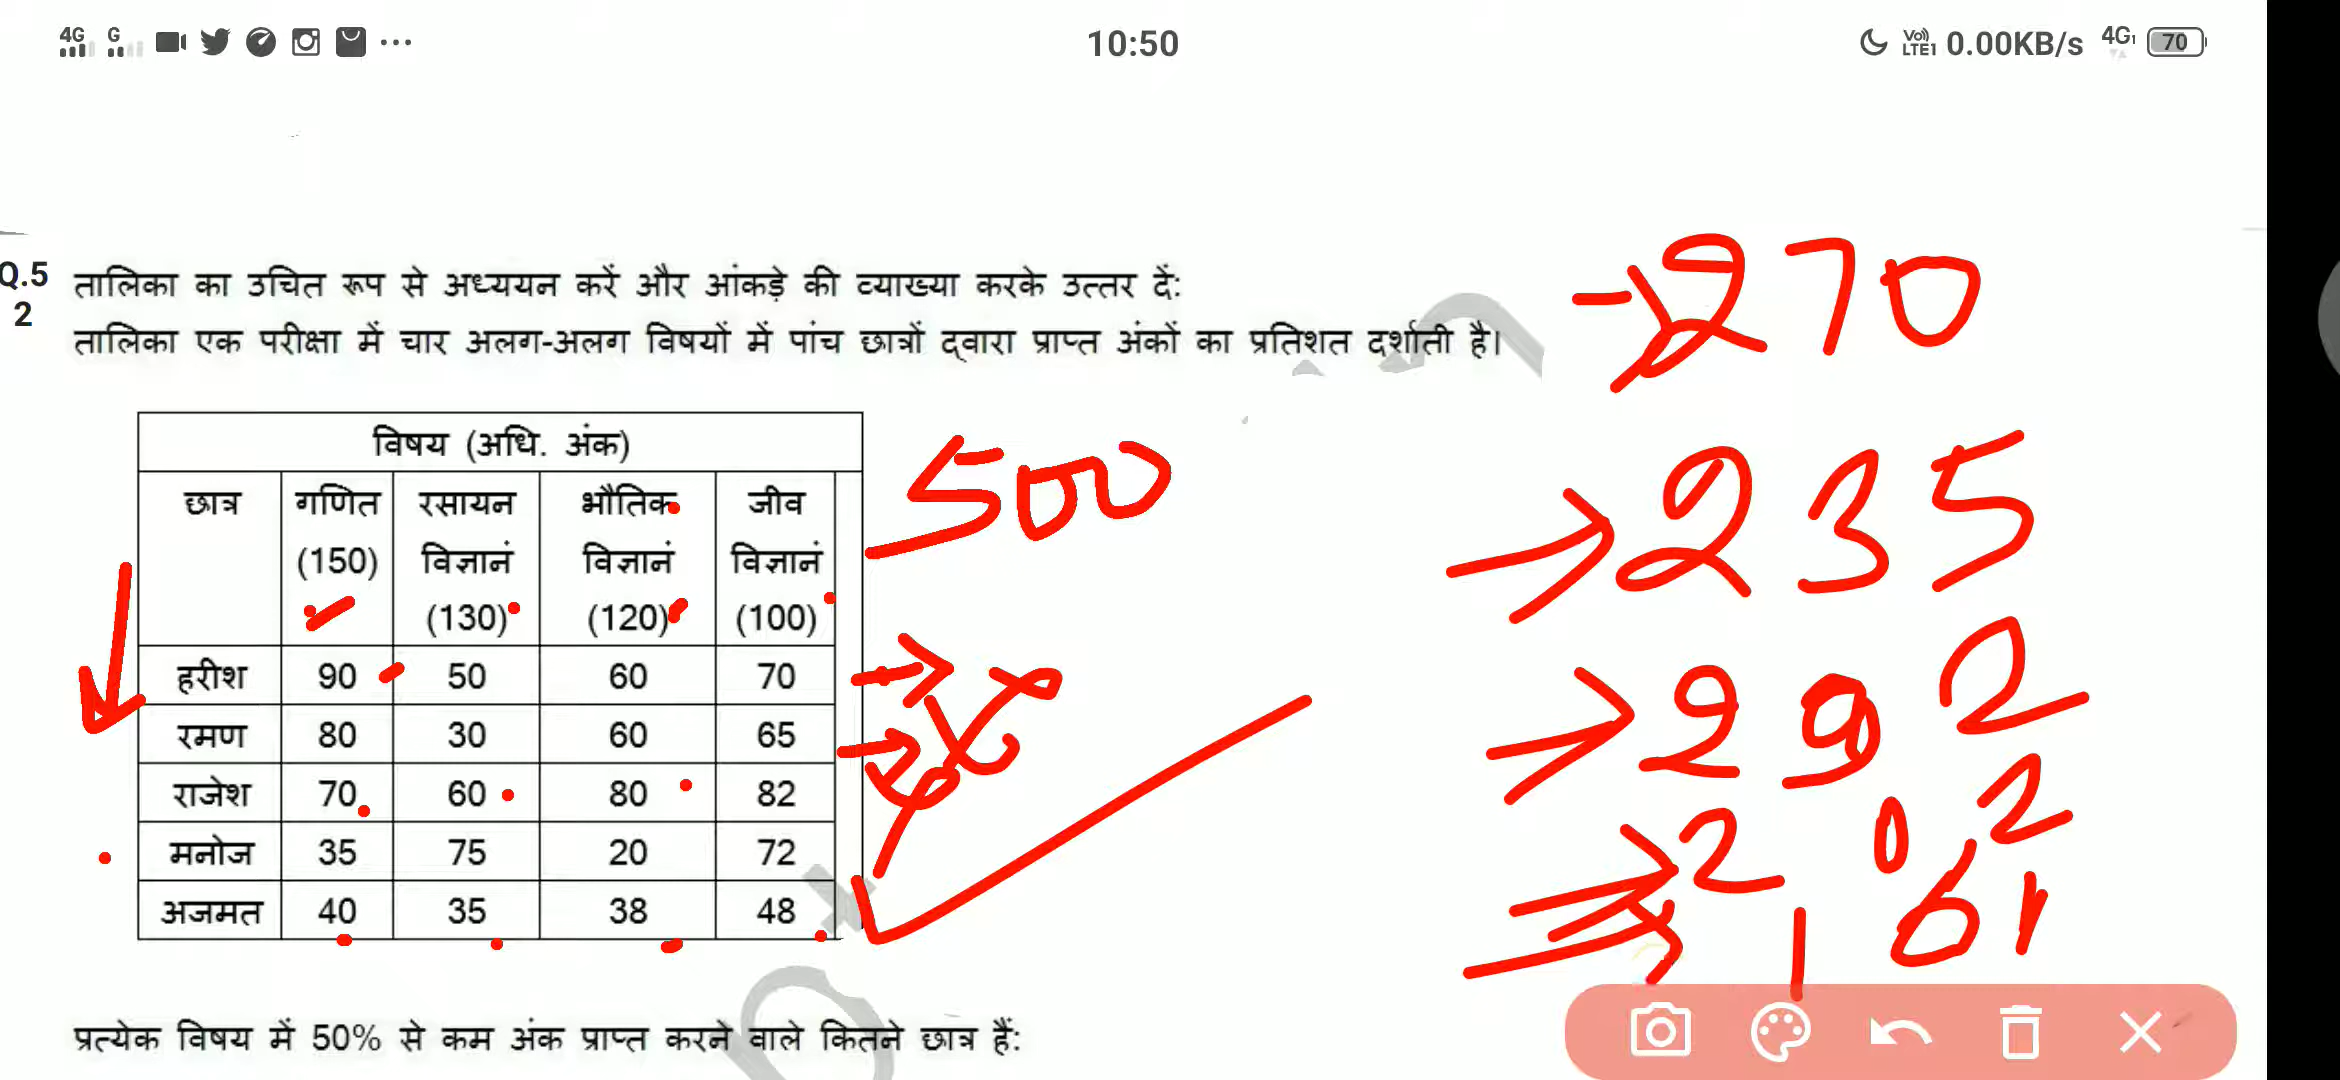 4G G 10:50 Vo) LTE1 0.00KB/s 4G 70
Q.5
2
तालिका का उचित रूप से अध्ययन करें और आंकड़े की व्याख्या करके उत्तर दें:
तालिका एक परीक्षा में चार अलग-अलग विषयों में पांच छात्रों द्वारा प्राप्त अंकों का प्रतिशत दर्शाती है।
विषय (अधि. अंक)
छात्र गणित (150) रसायन विज्ञानं (130) भौतिक विज्ञानं (120) जीव विज्ञानं (100)
हरीश 90 50 60 70
रमण 80 30 60 65
राजेश 70 60 80 82
मनोज 35 75 20 72
अजमत 40 35 38 48
500
270
235
292
202
161
प्रत्येक विषय में 50% से कम अंक प्राप्त करने वाले कितने छात्र हैं: